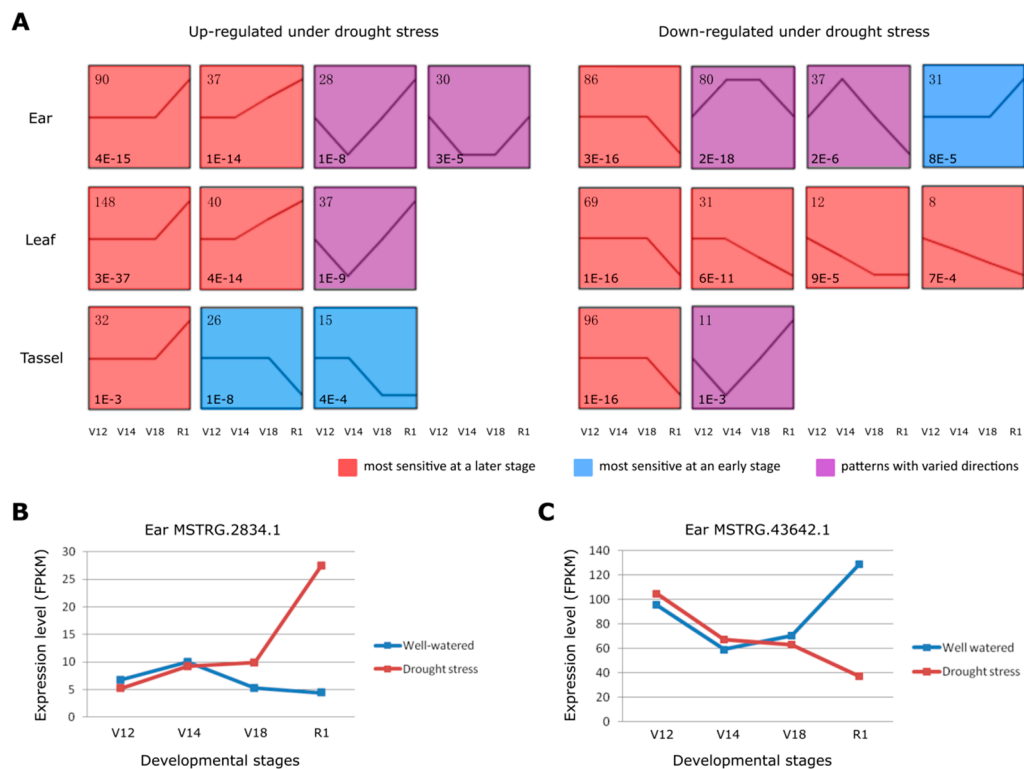 A
Up-regulated under drought stress
Down-regulated under drought stress
Ear
90
37
28
30
86
80
37
31
4E-15
1E-14
1E-8
3E-5
3E-16
2E-18
2E-6
8E-5
Leaf
148
40
37
69
31
12
8
3E-37
4E-14
1E-9
1E-16
6E-11
9E-5
7E-4
Tassel
32
26
15
96
11
1E-3
1E-8
4E-4
1E-16
1E-3
V12 V14 V18 R1 V12 V14 V18 R1 V12 V14 V18 R1 V12 V14 V18 R1 V12 V14 V18 R1 V12 V14 V18 R1 V12 V14 V18 R1 V12 V14 V18 R1
most sensitive at a later stage
most sensitive at an early stage
patterns with varied directions
B
Ear MSTRG.2834.1
Expression level (FPKM)
30
25
20
15
10
5
0
V12 V14 V18 R1
Developmental stages
Well-watered
Drought stress
C
Ear MSTRG.43642.1
Expression level (FPKM)
140
120
100
80
60
40
20
0
V12 V14 V18 R1
Developmental stages
Well watered
Drought stress